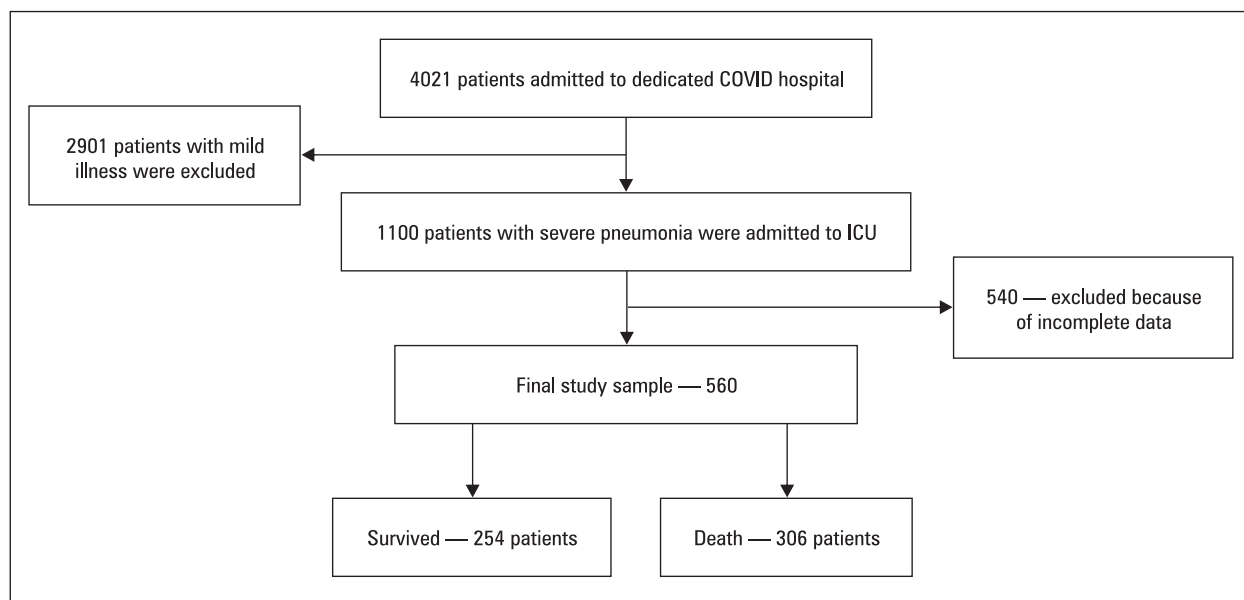 4021 patients admitted to dedicated COVID hospital
2901 patients with mild
illness were excluded
1100 patients with severe pneumonia were admitted to ICU
540 — excluded because
of incomplete data
Final study sample — 560
Survived — 254 patients
Death — 306 patients